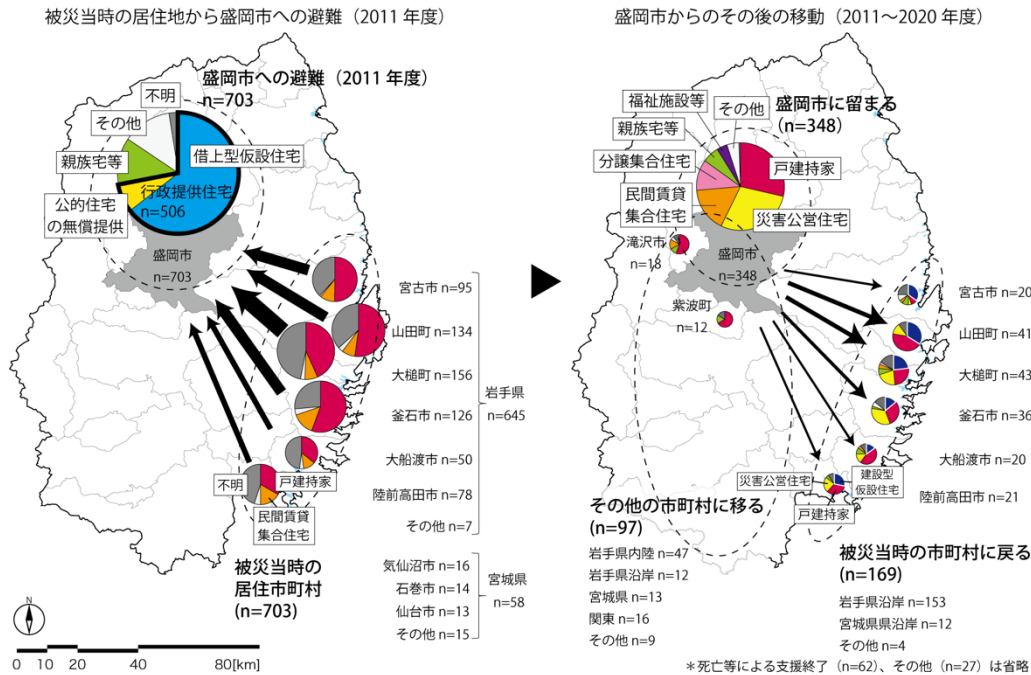 被災当時の居住地から盛岡市への避難（2011 年度）
盛岡市への避難（2011 年度）
n=703
不明
その他
親族宅等
公的住宅
の無償提供
借上型仮設住宅
行政提供住宅
n=506
盛岡市
n=703
宮古市 n=95
山田町 n=134
大槌町 n=156
釜石市 n=126
大船渡市 n=50
陸前高田市 n=78
その他 n=7
岩手県
n=645
不明
戸建持家
民間賃貸
集合住宅
被災当時の
居住市町村
(n=703)
気仙沼市 n=16
石巻市 n=14
仙台市 n=13
その他 n=15
宮城県
n=58
N
0 10 20 40 80[km]
盛岡市からのその後の移動（2011～2020 年度）
盛岡市に留まる
（n=348）
福祉施設等
その他
親族宅等
分譲集合住宅
民間賃貸
集合住宅
戸建持家
災害公営住宅
滝沢市
n=18
盛岡市
n=348
紫波町
n=12
宮古市 n=20
山田町 n=41
大槌町 n=43
釜石市 n=36
大船渡市 n=20
陸前高田市 n=21
災害公営住宅
戸建持家
建設型
仮設住宅
その他の市町村に移る
(n=97)
岩手県内陸 n=47
岩手県沿岸 n=12
宮城県 n=13
関東 n=16
その他 n=9
被災当時の市町村に戻る
(n=169)
岩手県沿岸 n=153
宮城県県沿岸 n=12
その他 n=4
＊死亡等による支援終了（n=62）、その他（n=27）は省略